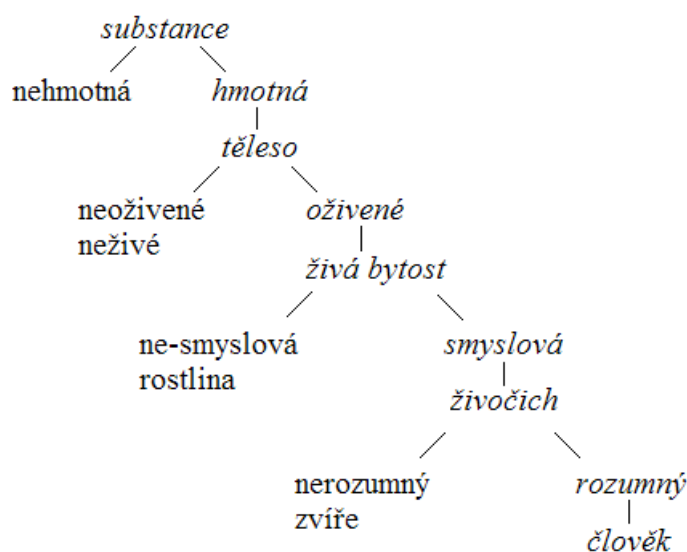 substance
nehmotná hmotná
těleso
neoživené oživené
neživé
živá bytost
ne-smyslová smyslová
rostlina
živočich
nerozumný rozumný
zvíře
člověk